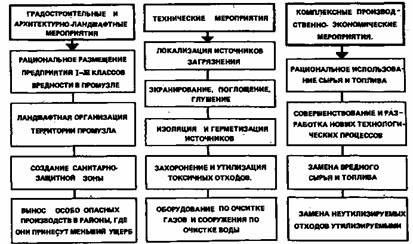 ГРАДОСТРОИТЕЛЬНЫЕ И
АРХИТЕКТУРНО-ЛАНДШАФТНЫЕ
МЕРОПРИЯТИЯ
РАЦИОНАЛЬНОЕ РАЗМЕЩЕНИЕ
ПРЕДПРИЯТИЙ I-III КЛАССОВ
ВРЕДНОСТИ В ПРОМУЗЛЕ
ЛАНДШАФТНАЯ ОРГАНИЗАЦИЯ
ТЕРРИТОРИИ ПРОМУЗЛА
СОЗДАНИЕ САНИТАРНО-
ЗАЩИТНОЙ ЗОНЫ
ВЫНОС ОСОБО ОПАСНЫХ
ПРОИЗВОДСТВ В РАЙОНЫ, ГДЕ
ОНИ ПРИНЕСУТ МЕНЬШИЙ УЩЕРБ
ТЕХНИЧЕСКИЕ МЕРОПРИЯТИЯ
ЛОКАЛИЗАЦИЯ ИСТОЧНИКОВ
ЗАГРЯЗНЕНИЯ
ЭКРАНИРОВАНИЕ, ПОГЛОЩЕНИЕ,
ГЛУШЕНИЕ
ИЗОЛЯЦИЯ И ГЕРМЕТИЗАЦИЯ
ИСТОЧНИКОВ
ЗАХОРОНЕНИЕ И УТИЛИЗАЦИЯ
ТОКСИЧНЫХ ОТХОДОВ.
ОБОРУДОВАНИЕ ПО ОЧИСТКЕ
ГАЗОВ И СООРУЖЕНИЯ ПО
ОЧИСТКЕ ВОДЫ
КОМПЛЕКСНЫЕ ПРОИЗВОД-
СТВЕННО- ЭКОНОМИЧЕСКИЕ
МЕРОПРИЯТИЯ.
РАЦИОНАЛЬНОЕ ИСПОЛЬЗОВА
НИЕ СЫРЬЯ И ТОПЛИВА
СОВЕРШЕНСТВОВАНИЕ И РАЗ
РАБОТКА НОВЫХ ТЕХНОЛОГИ-
ЧЕСКИХ ПРОЦЕССОВ
ЗАМЕНА ВРЕДНОГО
СЫРЬЯ И ТОПЛИВА
ЗАМЕНА НЕУТИЛИЗИРУЕМЫХ
ОТХОДОВ УТИЛИЗИРУЕМЫМИ